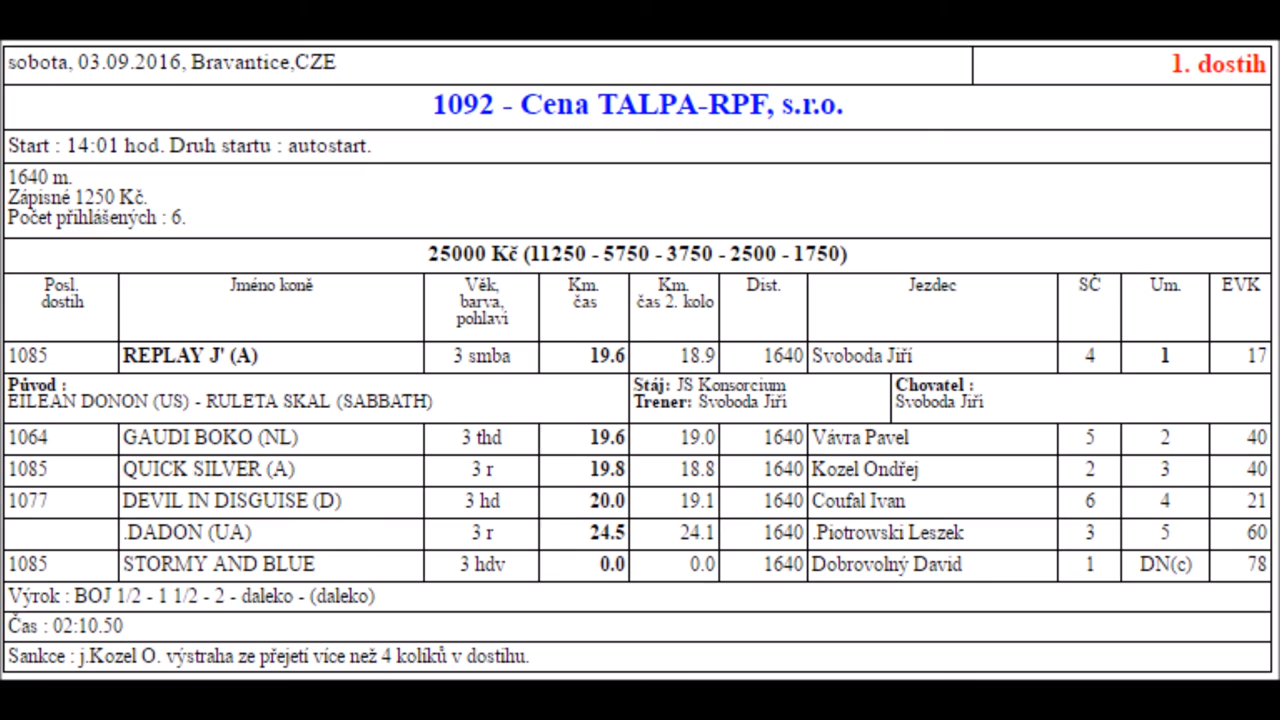 sobota, 03.09.2016, Bravantice,CZE 1. dostih
1092 - Cena TALPA-RPF, s.r.o.
Start : 14:01 hod. Druh startu : autostart.
1640 m.
Zápisné 1250 Kč.
Počet přihlášených : 6.
25000 Kč (11250 - 5750 - 3750 - 2500 - 1750)
Posl. dostih Jméno koně Věk, barva, pohlaví Km. čas Km. čas 2. kolo Dist. Jezdec SČ Um. EVK
1085 REPLAY J' (A) 3 smba 19.6 18.9 1640 Svoboda Jiří 4 1 17
Původ : Stáj: JS Konsorcium Chovatel :
EILEAN DONON (US) - RULETA SKAL (SABBATH) Trener: Svoboda Jiří Svoboda Jiří
1064 GAUDI BOKO (NL) 3 thd 19.6 19.0 1640 Vávra Pavel 5 2 40
1085 QUICK SILVER (A) 3 r 19.8 18.8 1640 Kozel Ondřej 2 3 40
1077 DEVIL IN DISGUISE (D) 3 hd 20.0 19.1 1640 Coufal Ivan 6 4 21
.DADON (UA) 3 r 24.5 24.1 1640 .Piotrowski Leszek 3 5 60
1085 STORMY AND BLUE 3 hdv 0.0 0.0 1640 Dobrovolný David 1 DN(c) 78
Výrok : BOJ 1/2 - 1 1/2 - 2 - daleko - (daleko)
Čas : 02:10.50
Sankce : j.Kozel O. výstraha ze přejetí více než 4 kolíků v dostihu.